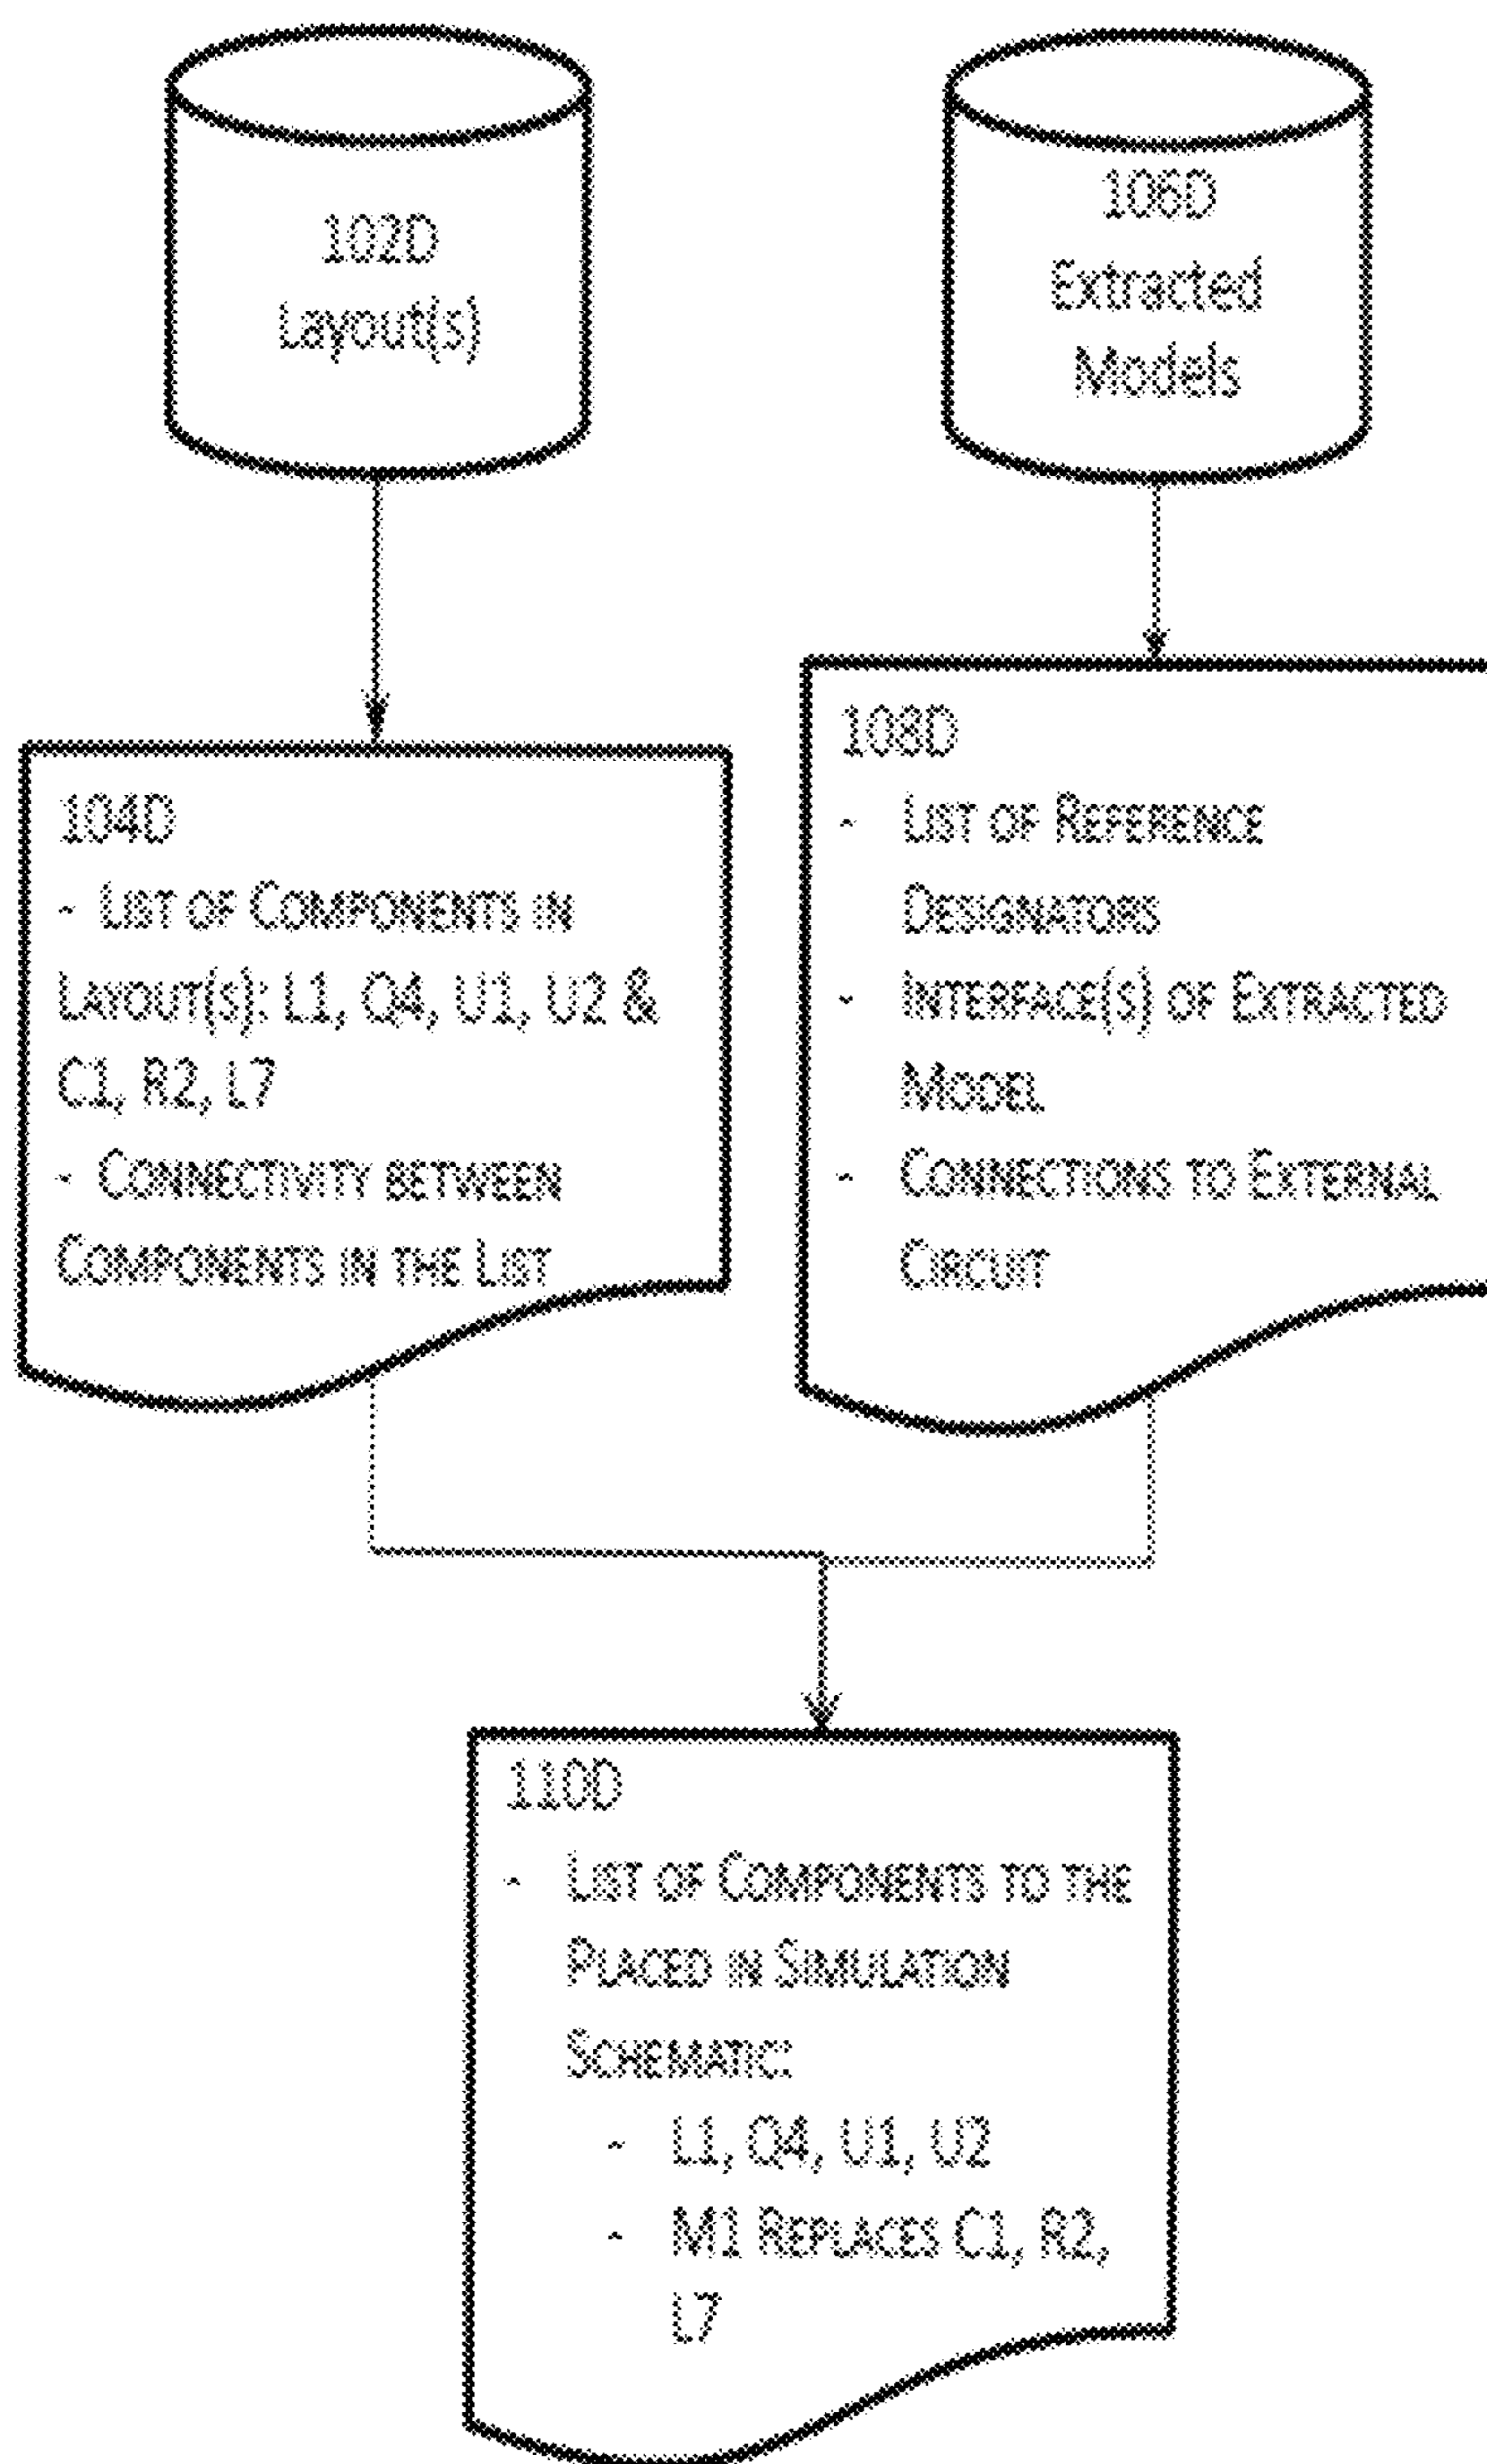 102D
Layout(s)
106D
Extracted
Models
104D
- List of Components in
Layout(s): L1, Q4, U1, U2 &
C1, R2, L7
- Connectivity between
Components in the List
108D
- List of Reference
Designators
- Interface(s) of Extracted
Model
- Connections to External
Circuit
110D
- List of Components to the
Placed in Simulation
Schematic:
- L1, Q4, U1, U2
- M1 Replaces C1, R2,
L7